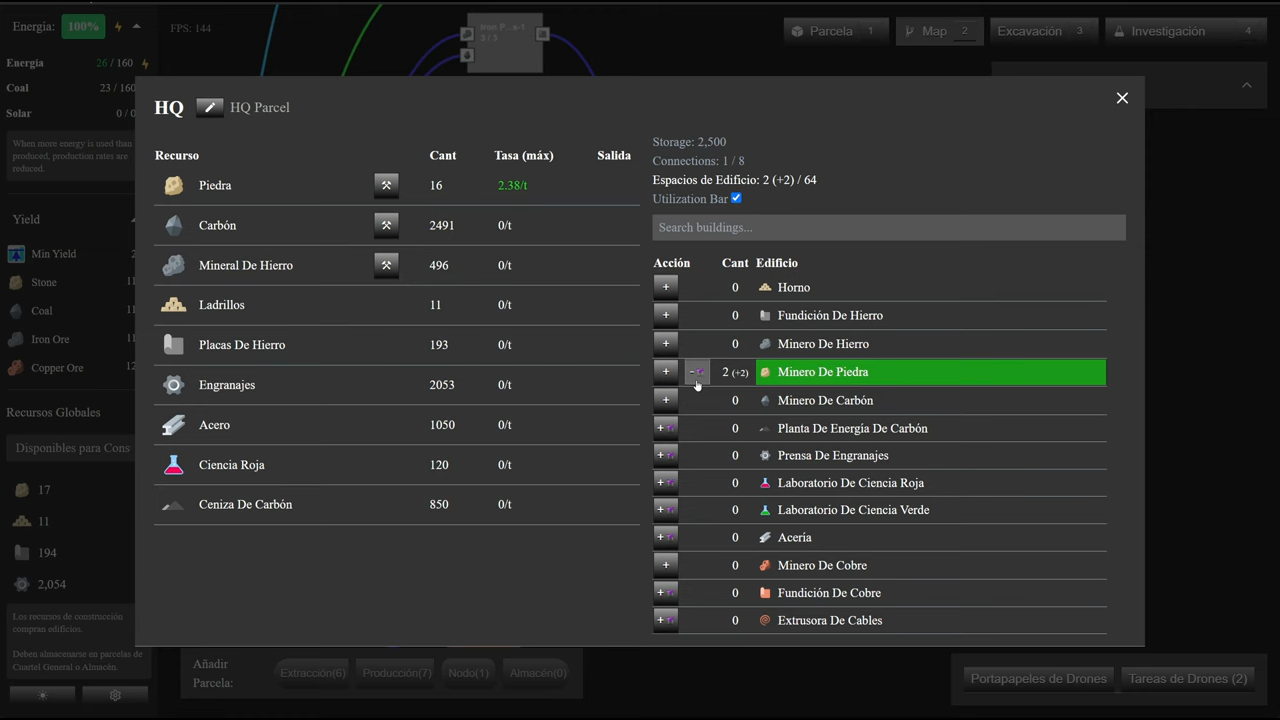 Energía: 100%
FPS: 144
Iron P...s-1
3 / 3
Parcela 1
Map 2
Excavación 3
Investigación 4
Energía 26 / 160
Coal 23 / 160
Solar 0 / 0
When more energy is used than
produced, production rates are
reduced.
Yield
Min Yield
Stone
Coal
Iron Ore
Copper Ore
Recursos Globales
Disponibles para Cons
17
11
194
2,054
Los recursos de construcción
compran edificios.
Deben almacenarse en parcelas de
Cuartel General o Almacén.
HQ HQ Parcel
Recurso Cant Tasa (máx) Salida
Piedra 16 2.38/t
Carbón 2491 0/t
Mineral De Hierro 496 0/t
Ladrillos 11 0/t
Placas De Hierro 193 0/t
Engranajes 2053 0/t
Acero 1050 0/t
Ciencia Roja 120 0/t
Ceniza De Carbón 850 0/t
Storage: 2,500
Connections: 1 / 8
Espacios de Edificio: 2 (+2) / 64
Utilization Bar
Search buildings...
Acción Cant Edificio
+ 0 Horno
+ 0 Fundición De Hierro
+ 0 Minero De Hierro
+ - 2 (+2) Minero De Piedra
+ 0 Minero De Carbón
+ 0 Planta De Energía De Carbón
+ 0 Prensa De Engranajes
+ 0 Laboratorio De Ciencia Roja
+ 0 Laboratorio De Ciencia Verde
+ 0 Acería
+ 0 Minero De Cobre
+ 0 Fundición De Cobre
+ 0 Extrusora De Cables
Añadir
Parcela:
Extracción(6)
Producción(7)
Nodo(1)
Almacén(0)
Portapapeles de Drones
Tareas de Drones (2)